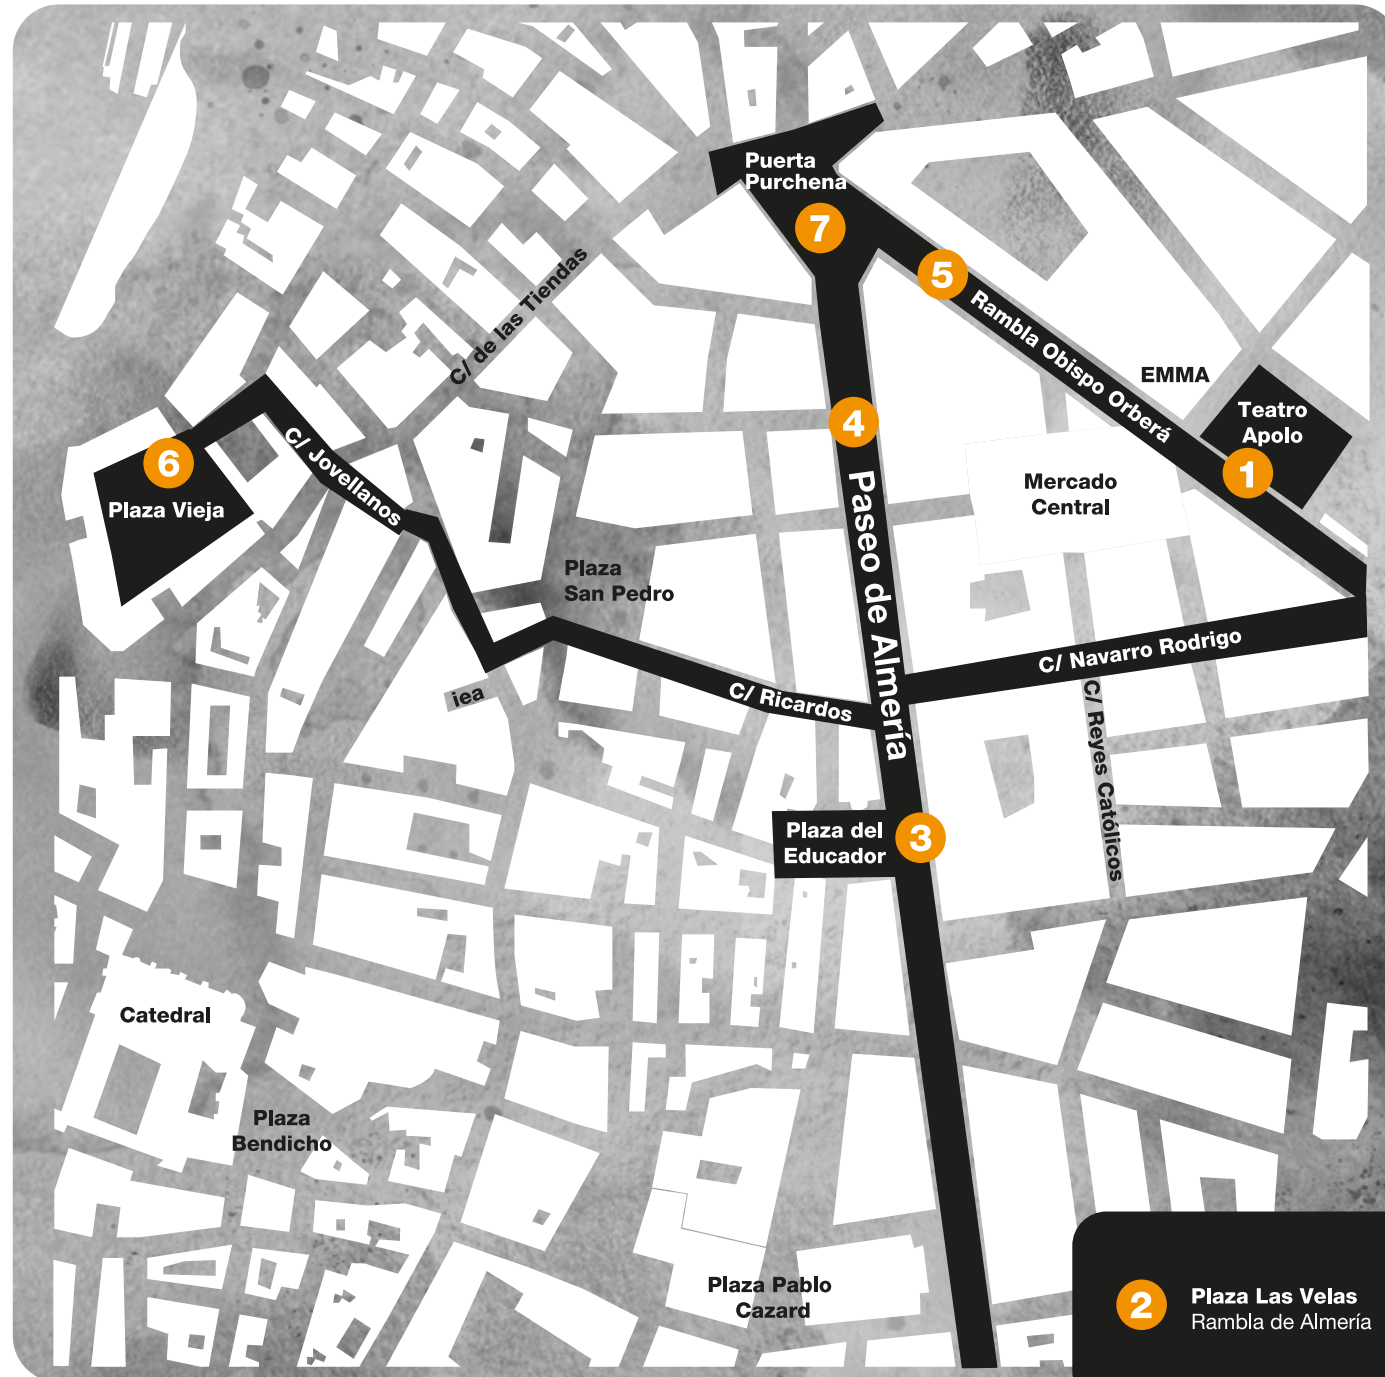 Puerta
Purchena
7
5
C/ de las Tiendas
Rambla Obispo Orberá
EMMA
Teatro
Apolo
4
1
6
Plaza Vieja
C/ Jovellanos
Mercado
Central
Paseo de Almería
Plaza
San Pedro
C/ Navarro Rodrigo
iea
C/ Ricardos
C/ Reyes Católicos
Plaza del
Educador
3
Catedral
Plaza
Bendicho
Plaza Pablo
Cazard
2
Plaza Las Velas
Rambla de Almería